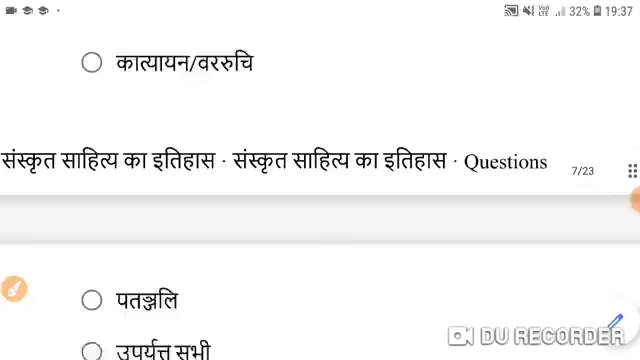 19:37
32%
कात्यायन/वररुचि
संस्कृत साहित्य का इतिहास · संस्कृत साहित्य का इतिहास · Questions
7/23
पतञ्जलि
उपर्युक्त सभी
DU RECORDER